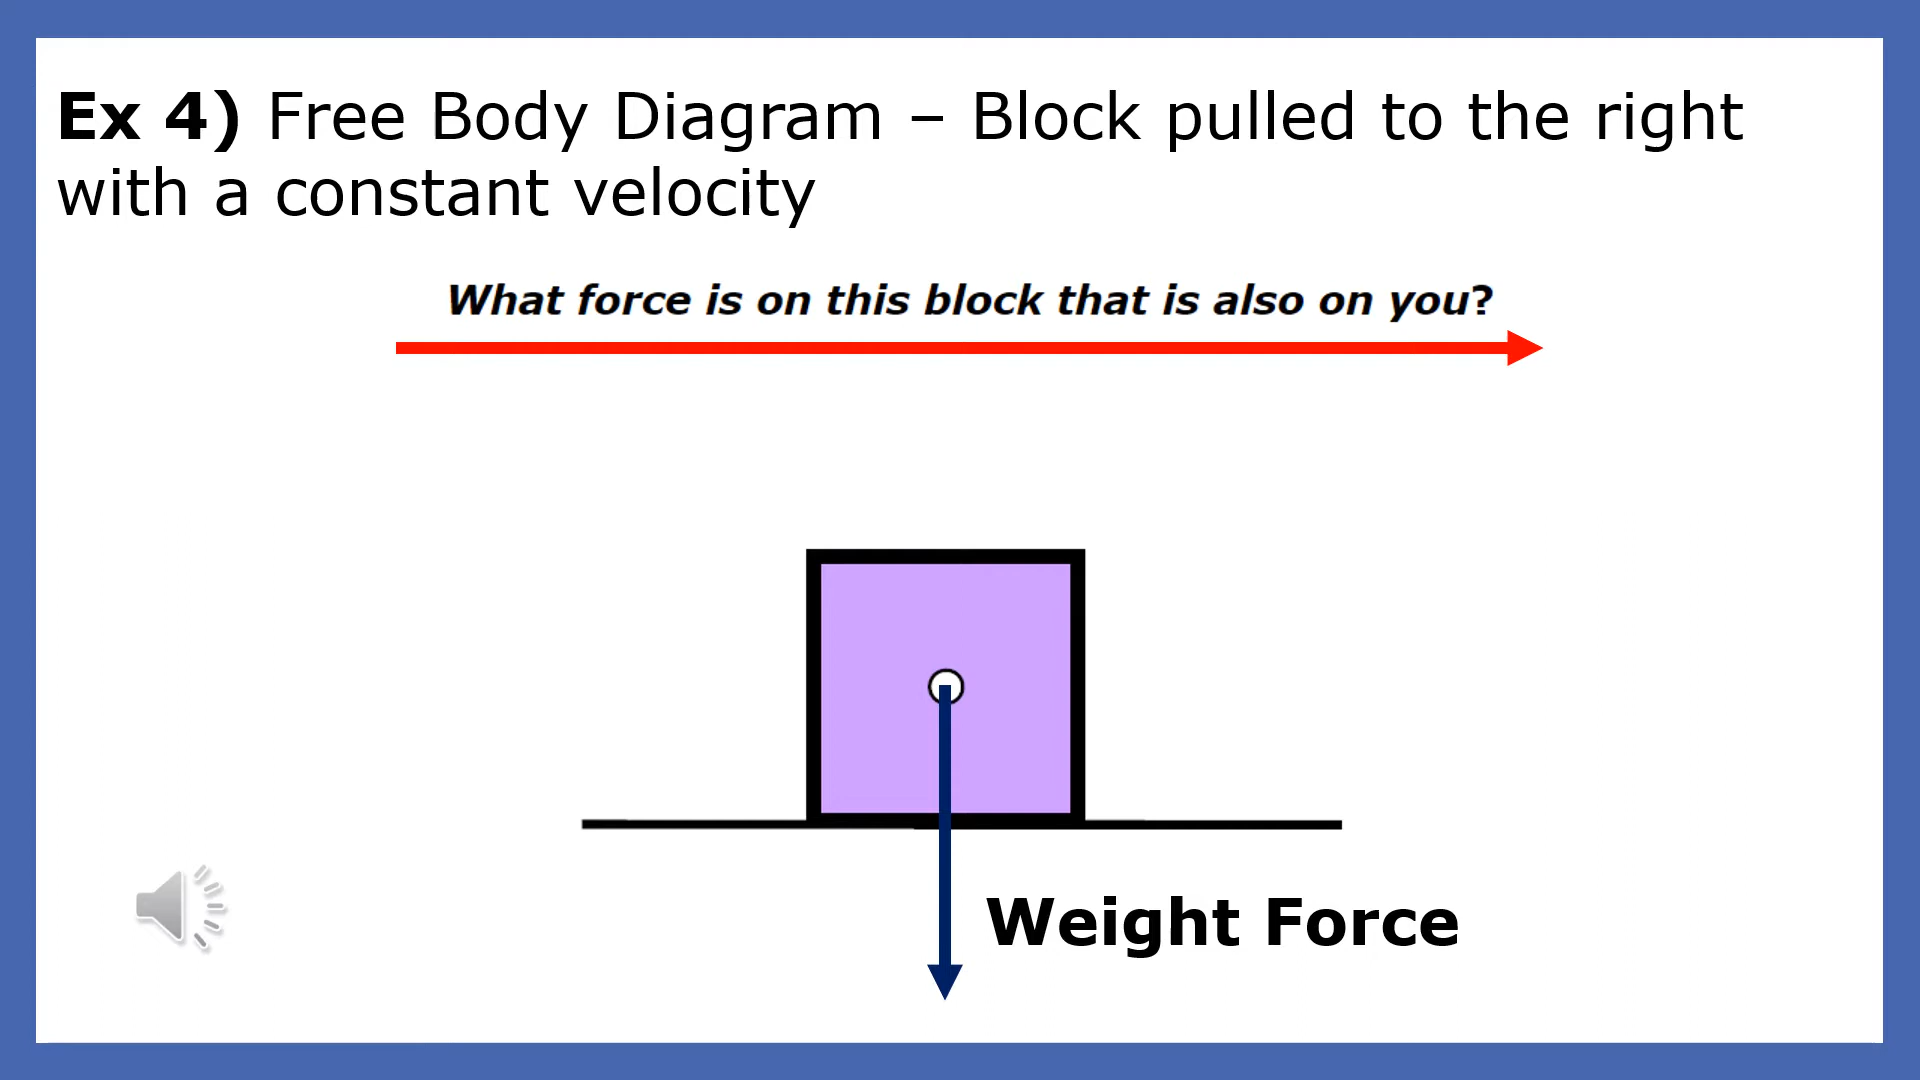 Ex 4) Free Body Diagram – Block pulled to the right
with a constant velocity
What force is on this block that is also on you?
Weight Force